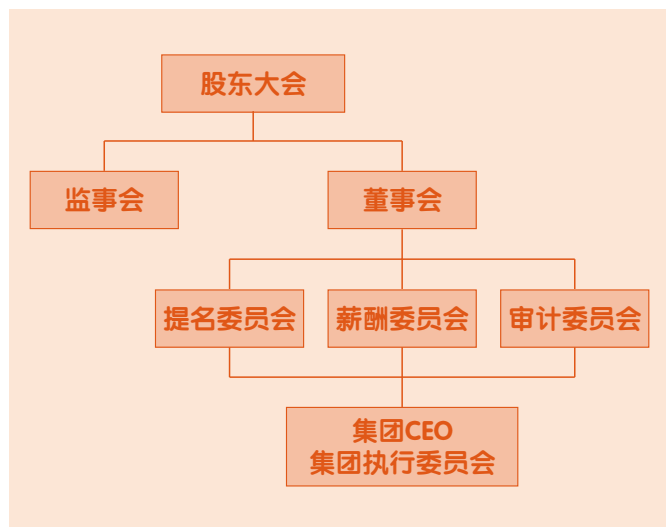 股东大会
监事会
董事会
提名委员会
薪酬委员会
审计委员会
集团CEO
集团执行委员会